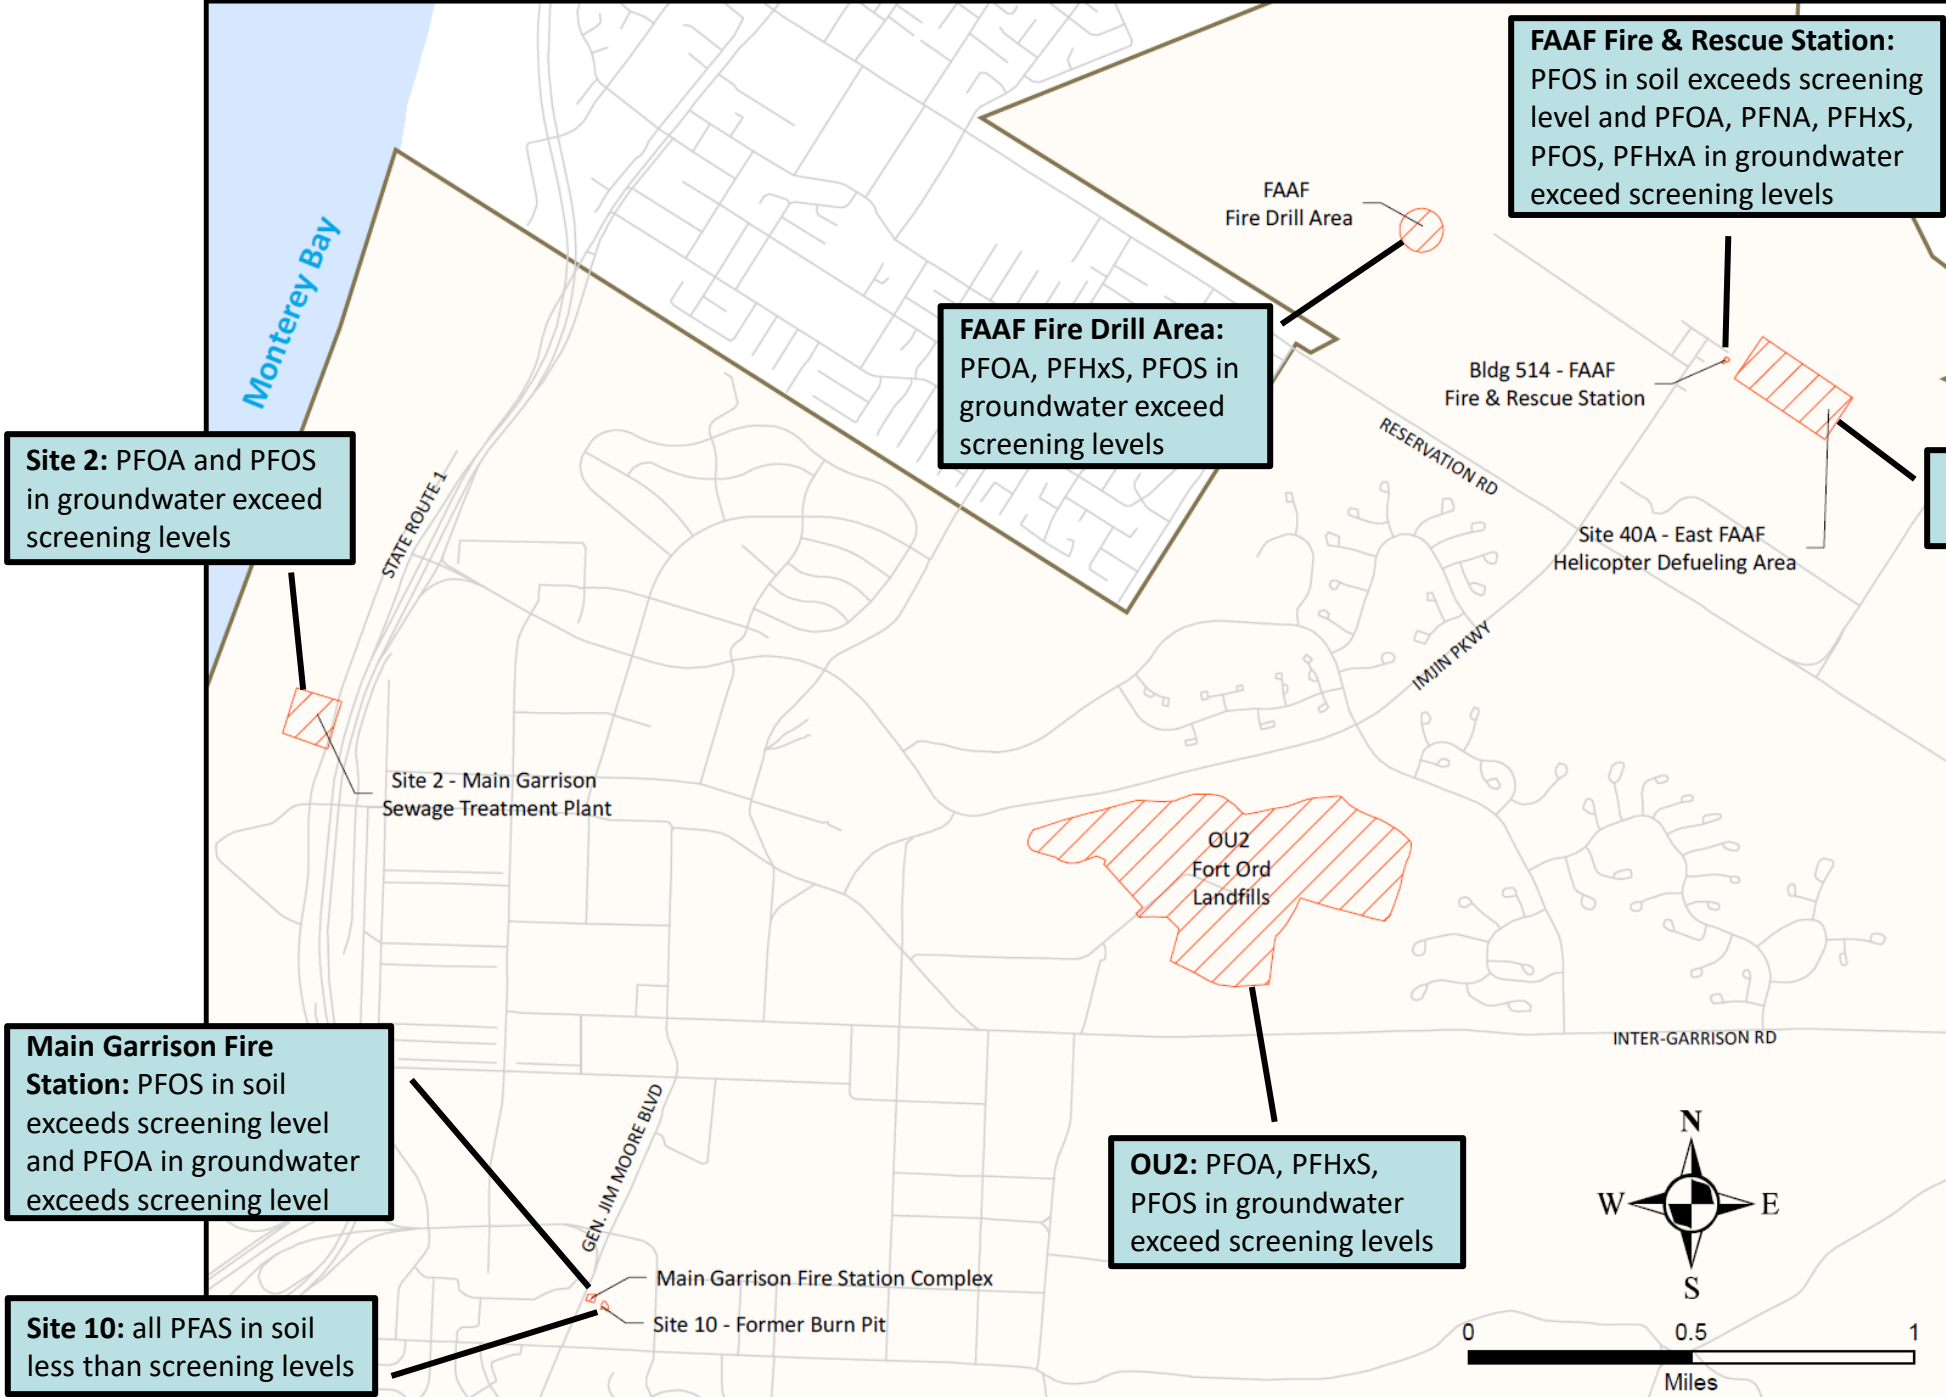 FAAF Fire & Rescue Station:
PFOS in soil exceeds screening
level and PFOA, PFNA, PFHxS,
PFOS, PFHxA in groundwater
exceed screening levels
FAAF
Fire Drill Area
Monterey Bay
FAAF Fire Drill Area:
PFOA, PFHxS, PFOS in
groundwater exceed
screening levels
Bldg 514 - FAAF
Fire & Rescue Station
RESERVATION RD
Site 2: PFOA and PFOS
in groundwater exceed
screening levels
STATE ROUTE 1
Site 40A - East FAAF
Helicopter Defueling Area
IMJIN PKWY
Site 2 - Main Garrison
Sewage Treatment Plant
OU2
Fort Ord
Landfills
INTER-GARRISON RD
Main Garrison Fire
Station: PFOS in soil
exceeds screening level
and PFOA in groundwater
exceeds screening level
GEN. JIM MOORE BLVD
OU2: PFOA, PFHxS,
PFOS in groundwater
exceed screening levels
N
W E
S
Main Garrison Fire Station Complex
Site 10 - Former Burn Pit
Site 10: all PFAS in soil
less than screening levels
0 0.5 1
Miles